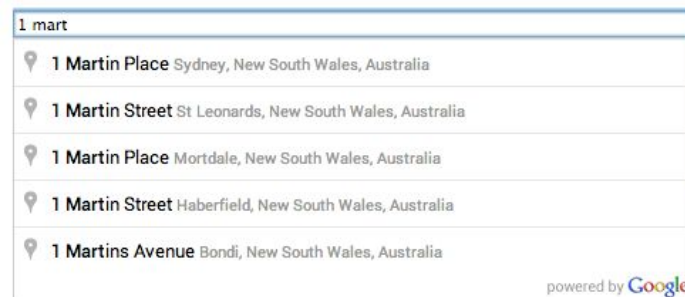 1 mart
1 Martin Place Sydney, New South Wales, Australia
1 Martin Street St Leonards, New South Wales, Australia
1 Martin Place Mortdale, New South Wales, Australia
1 Martin Street Haberfield, New South Wales, Australia
1 Martins Avenue Bondi, New South Wales, Australia
powered by Google